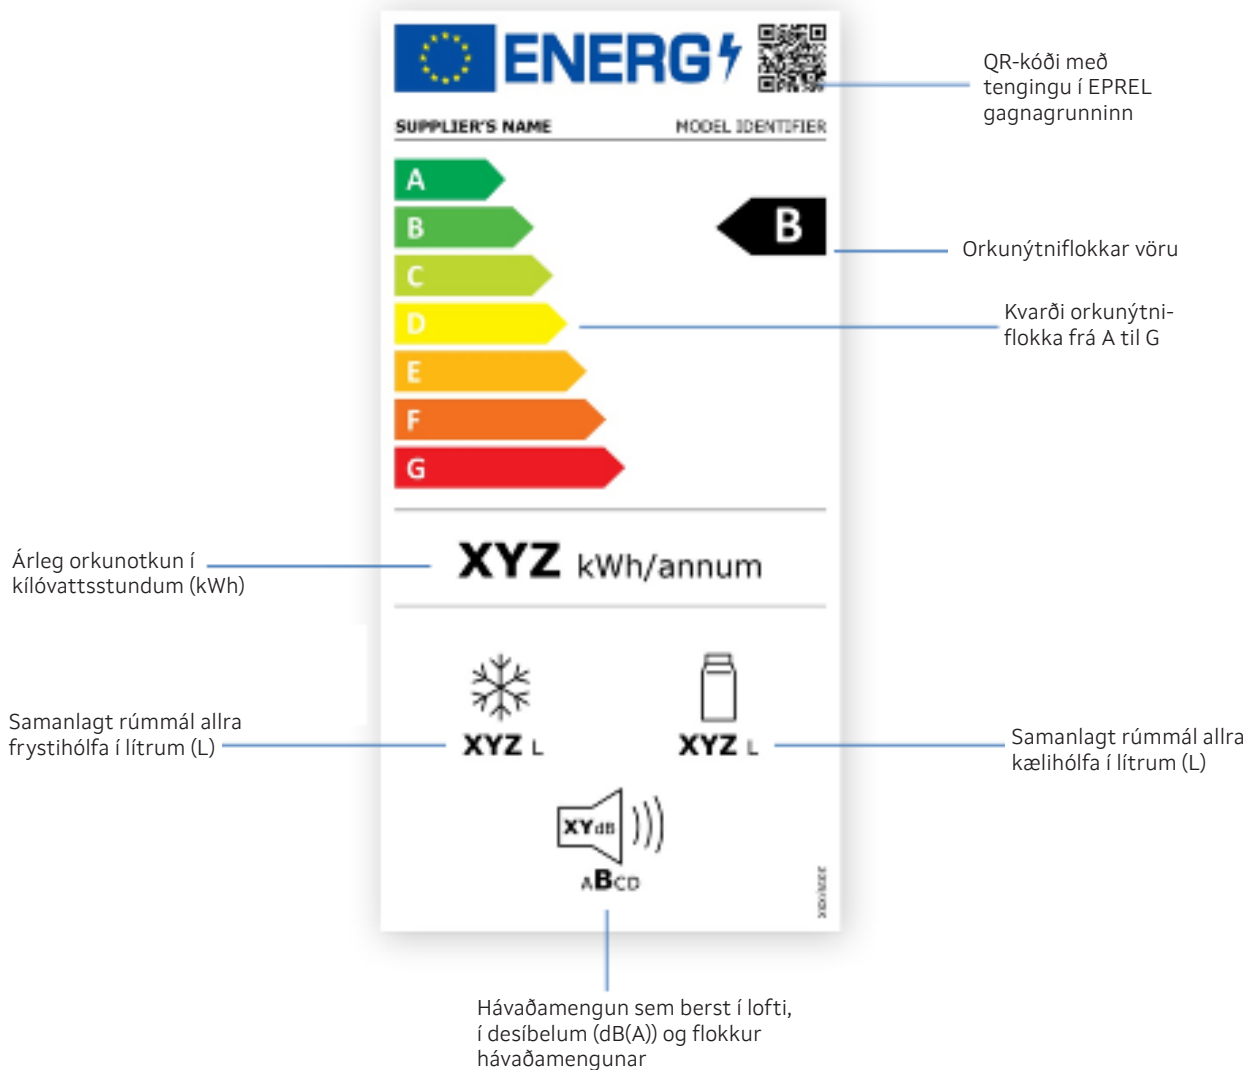 ENERG
QR-kóði með
tengingu í EPREL
gagnagrunninn
SUPPLIER'S NAME MODEL IDENTIFIER
A
B
B
Orkunýtniflokkar vöru
C
D
Kvarði orkunýtni-
flokka frá A til G
E
F
G
Árleg orkunotkun í
kílóvattsstundum (kWh)
XYZ kWh/annum
Samanlagt rúmmál allra
frystihólfa í lítrum (L)
XYZ L
XYZ L
Samanlagt rúmmál allra
kælihólfa í lítrum (L)
XY dB
ABCD
Hávaðamengun sem berst í lofti,
í desíbelum (dB(A)) og flokkur
hávaðamengunar